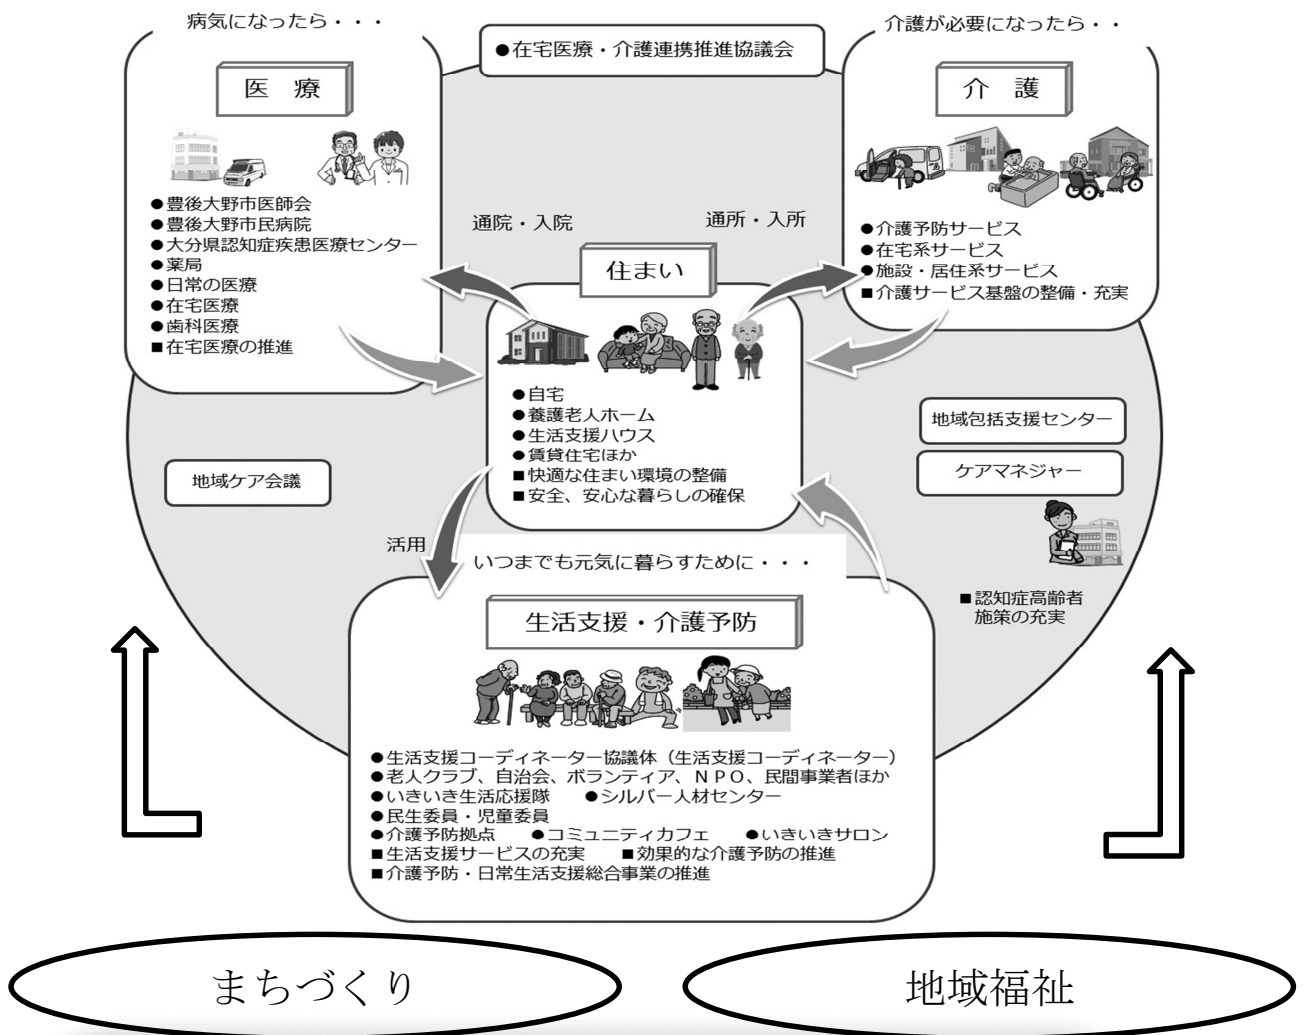 病気になったら・・・
医　療
●豊後大野市医師会
●豊後大野市民病院
●大分県認知症疾患医療センター
●薬局
●日常の医療
●在宅医療
●歯科医療
■在宅医療の推進
●在宅医療・介護連携推進協議会
介護が必要になったら・・
介　護
●介護予防サービス
●在宅系サービス
●施設・居住系サービス
■介護サービス基盤の整備・充実
通院・入院
通所・入所
住まい
●自宅
●養護老人ホーム
●生活支援ハウス
●賃貸住宅ほか
■快適な住まい環境の整備
■安全、安心な暮らしの確保
地域ケア会議
地域包括支援センター
ケアマネジャー
■認知症高齢者
施策の充実
活用
いつまでも元気に暮らすために・・・
生活支援・介護予防
●生活支援コーディネーター協議体（生活支援コーディネーター）
●老人クラブ、自治会、ボランティア、ＮＰＯ、民間事業者ほか
●いきいき生活応援隊　●シルバー人材センター
●民生委員・児童委員
●介護予防拠点　●コミュニティカフェ　●いきいきサロン
■生活支援サービスの充実　■効果的な介護予防の推進
■介護予防・日常生活支援総合事業の推進
まちづくり
地域福祉